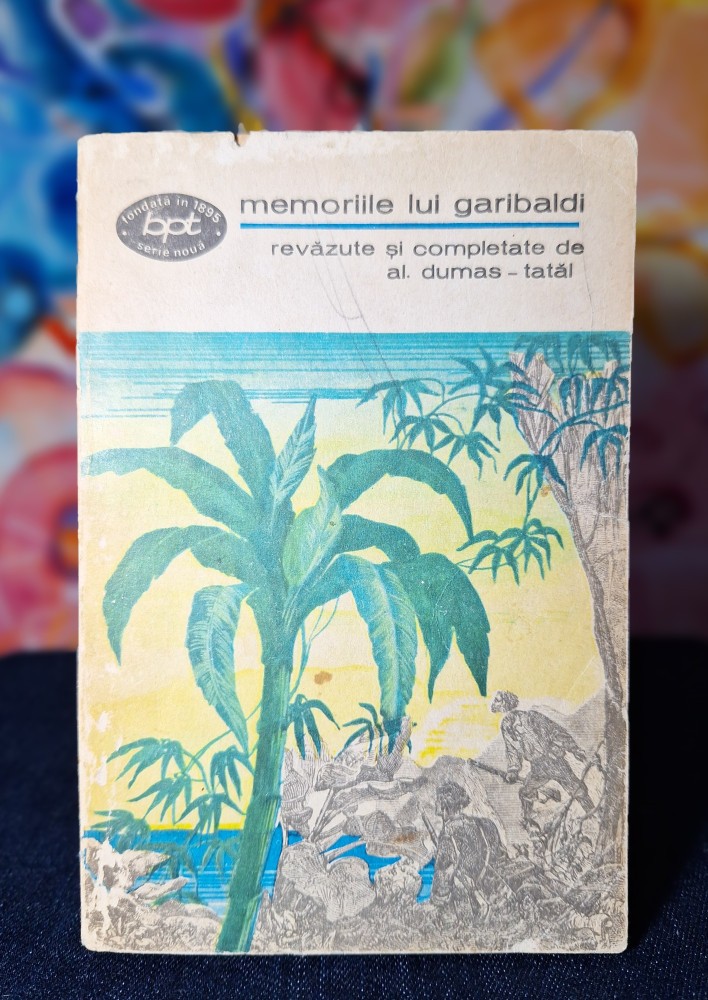 fondată în 1895
bpt
serie nouă
memoriile lui garibaldi
revăzute și completate de
al. dumas – tatăl